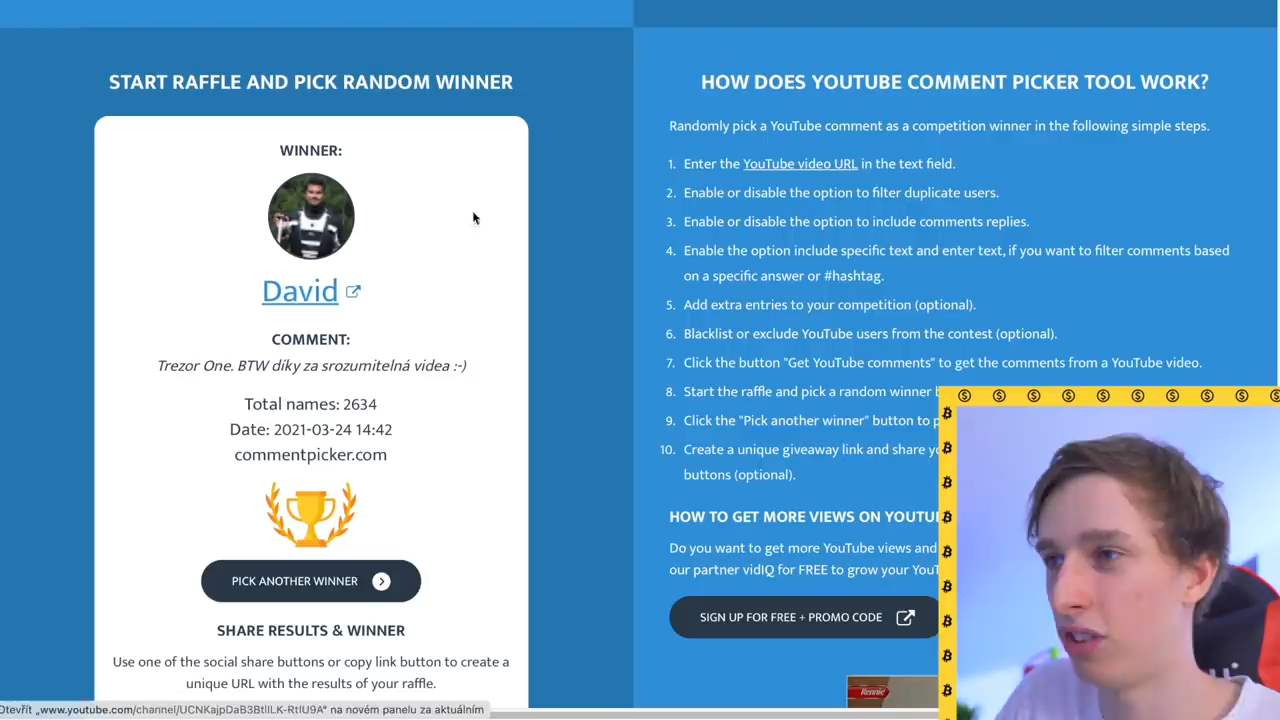 START RAFFLE AND PICK RANDOM WINNER
WINNER:
David
COMMENT:
Trezor One. BTW díky za srozumitelná videa :-)
Total names: 2634
Date: 2021-03-24 14:42
commentpicker.com
PICK ANOTHER WINNER
SHARE RESULTS & WINNER
Use one of the social share buttons or copy link button to create a
unique URL with the results of your raffle.
Otevřít „www.youtube.com/channel/UCNKajpDaB3BtlILK-RtIU9A“ na novém panelu za aktuálním
HOW DOES YOUTUBE COMMENT PICKER TOOL WORK?
Randomly pick a YouTube comment as a competition winner in the following simple steps.
1. Enter the YouTube video URL in the text field.
2. Enable or disable the option to filter duplicate users.
3. Enable or disable the option to include comments replies.
4. Enable the option include specific text and enter text, if you want to filter comments based
on a specific answer or #hashtag.
5. Add extra entries to your competition (optional).
6. Blacklist or exclude YouTube users from the contest (optional).
7. Click the button "Get YouTube comments" to get the comments from a YouTube video.
8. Start the raffle and pick a random winner
9. Click the "Pick another winner" button to
10. Create a unique giveaway link and share
buttons (optional).
HOW TO GET MORE VIEWS ON
Do you want to get more YouTube views and
our partner vidIQ for FREE to grow your
SIGN UP FOR FREE + PROMO CODE
Rennie